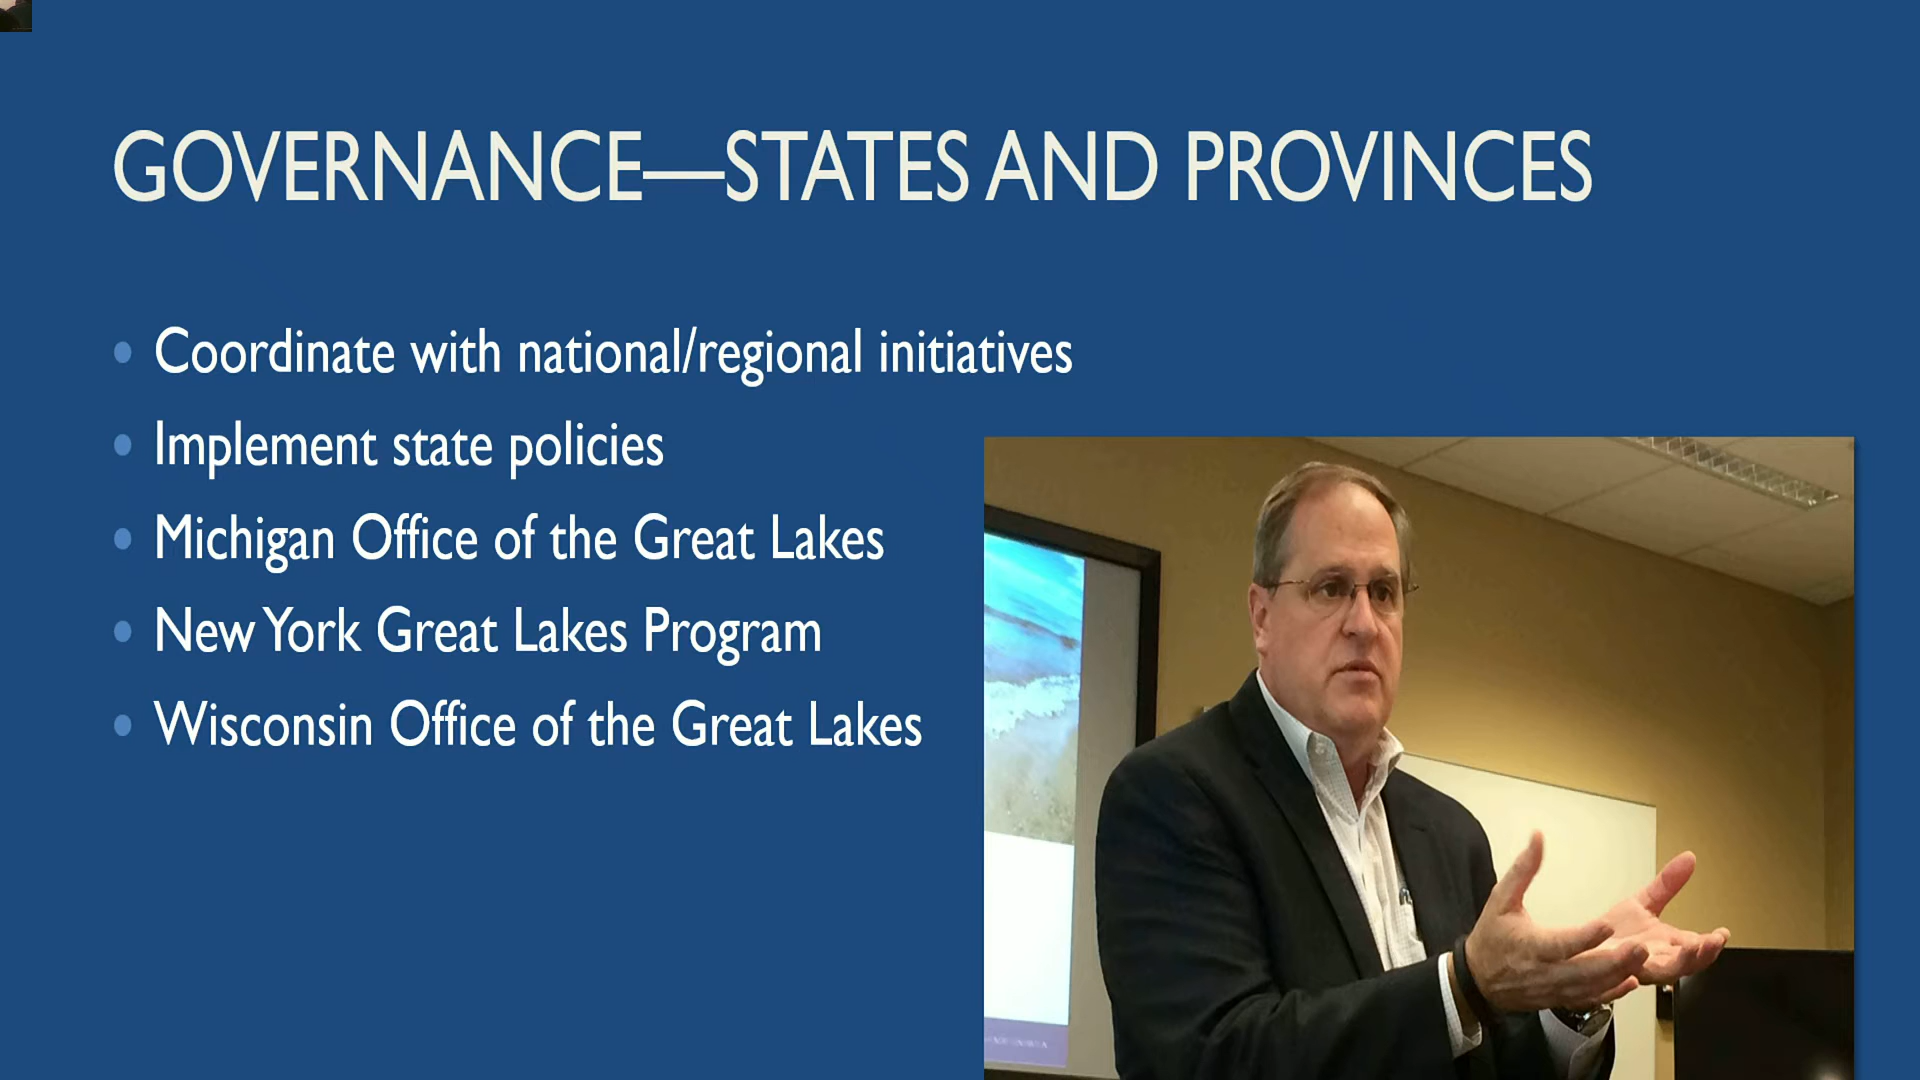 GOVERNANCE—STATES AND PROVINCES
• Coordinate with national/regional initiatives
• Implement state policies
• Michigan Office of the Great Lakes
• New York Great Lakes Program
• Wisconsin Office of the Great Lakes